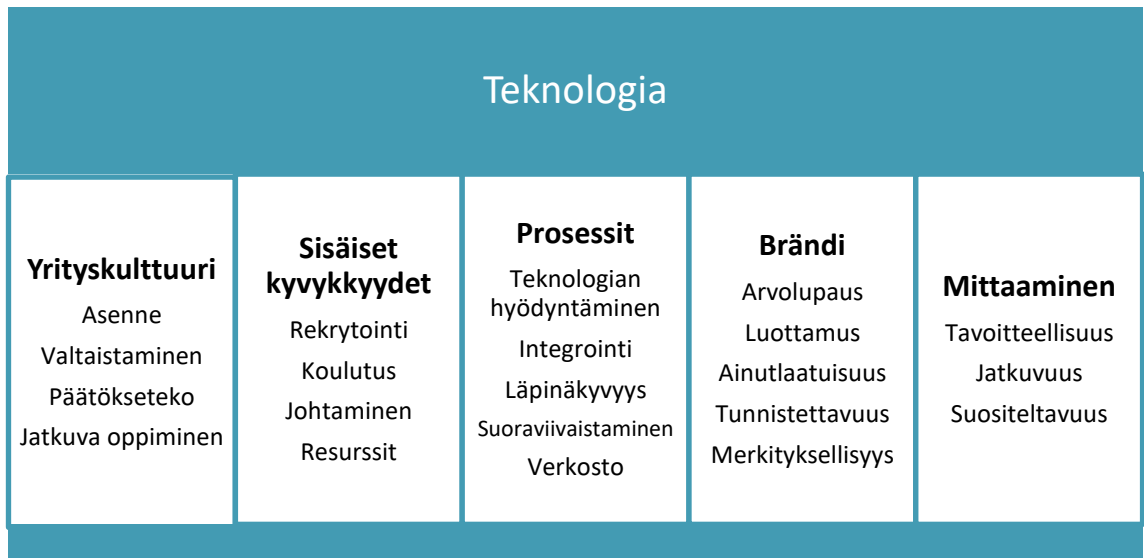 Teknologia
Yrityskulttuuri
Asenne
Valtaistaminen
Päätökseteko
Jatkuva oppiminen
Sisäiset
kyvykkyydet
Rekrytointi
Koulutus
Johtaminen
Resurssit
Prosessit
Teknologian
hyödyntäminen
Integrointi
Läpinäkyvyys
Suoraviivaistaminen
Verkosto
Brändi
Arvolupaus
Luottamus
Ainutlaatuisuus
Tunnistettavuus
Merkityksellisyys
Mittaaminen
Tavoitteellisuus
Jatkuvuus
Suositeltavuus